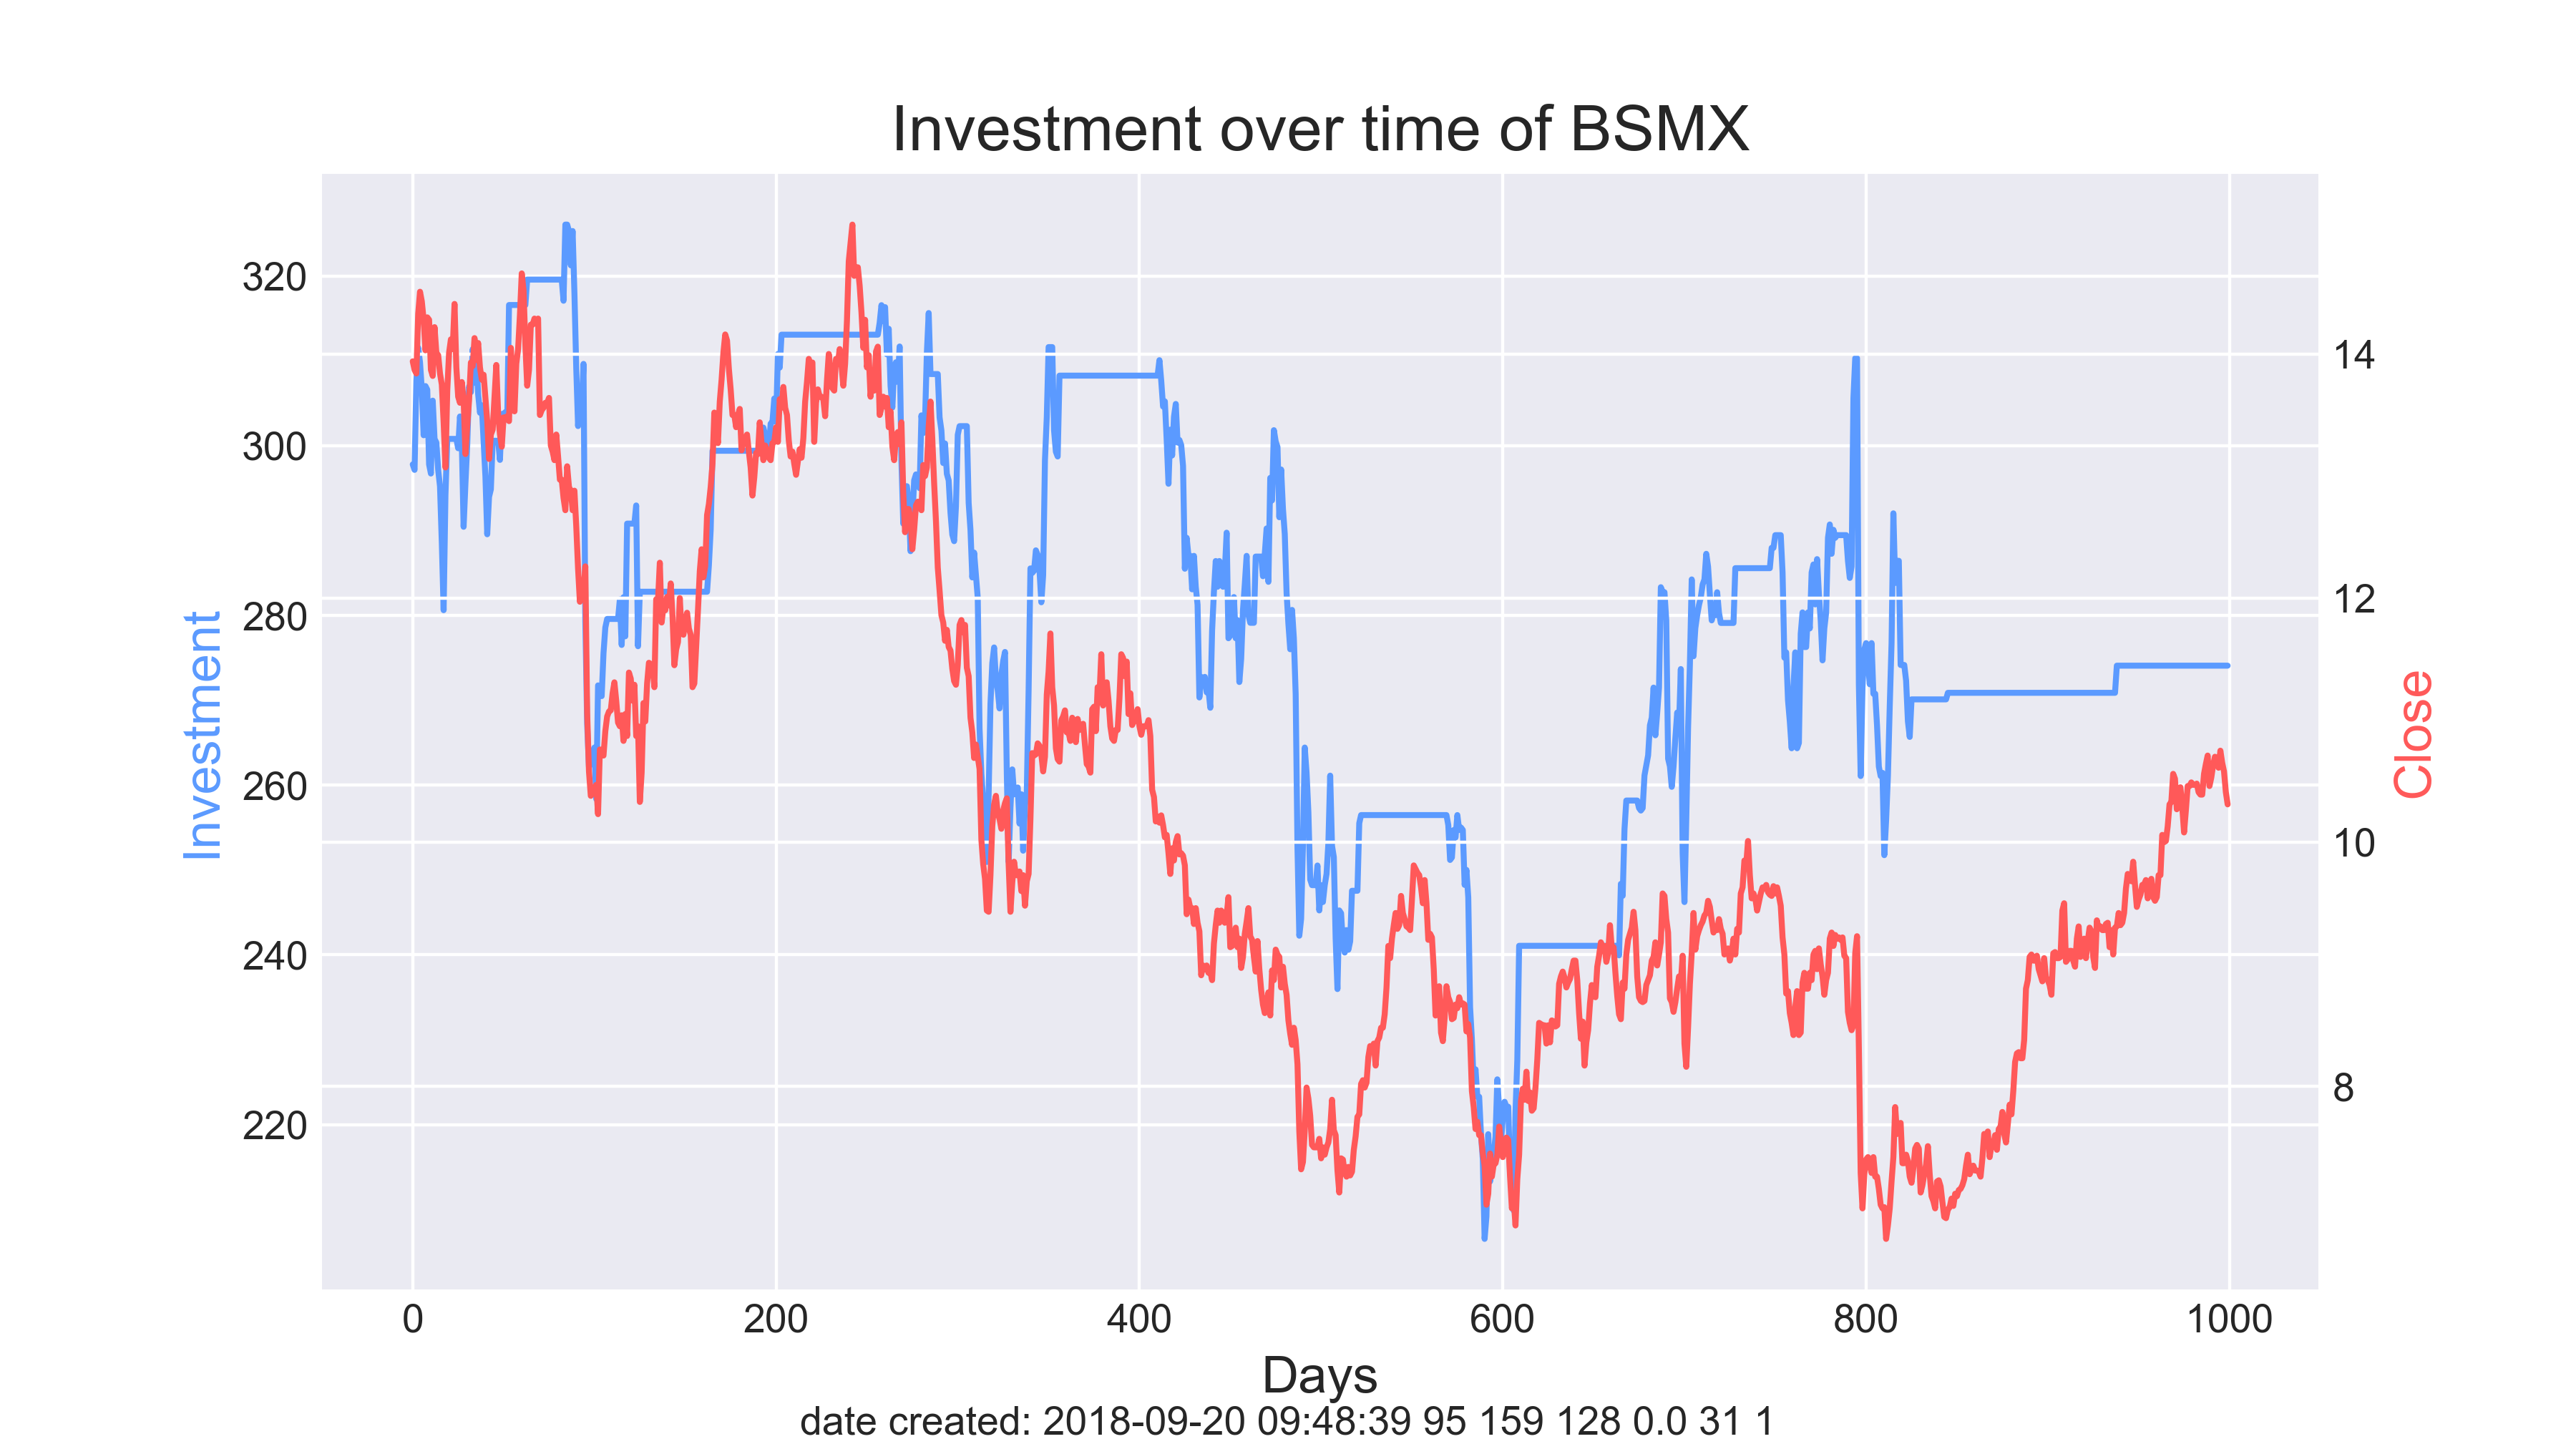 Investment over time of BSMX
320
300
280
260
240
220
Investment
14
12
10
8
Close
0 200 400 600 800 1000
Days
date created: 2018-09-20 09:48:39 95 159 128 0.0 31 1